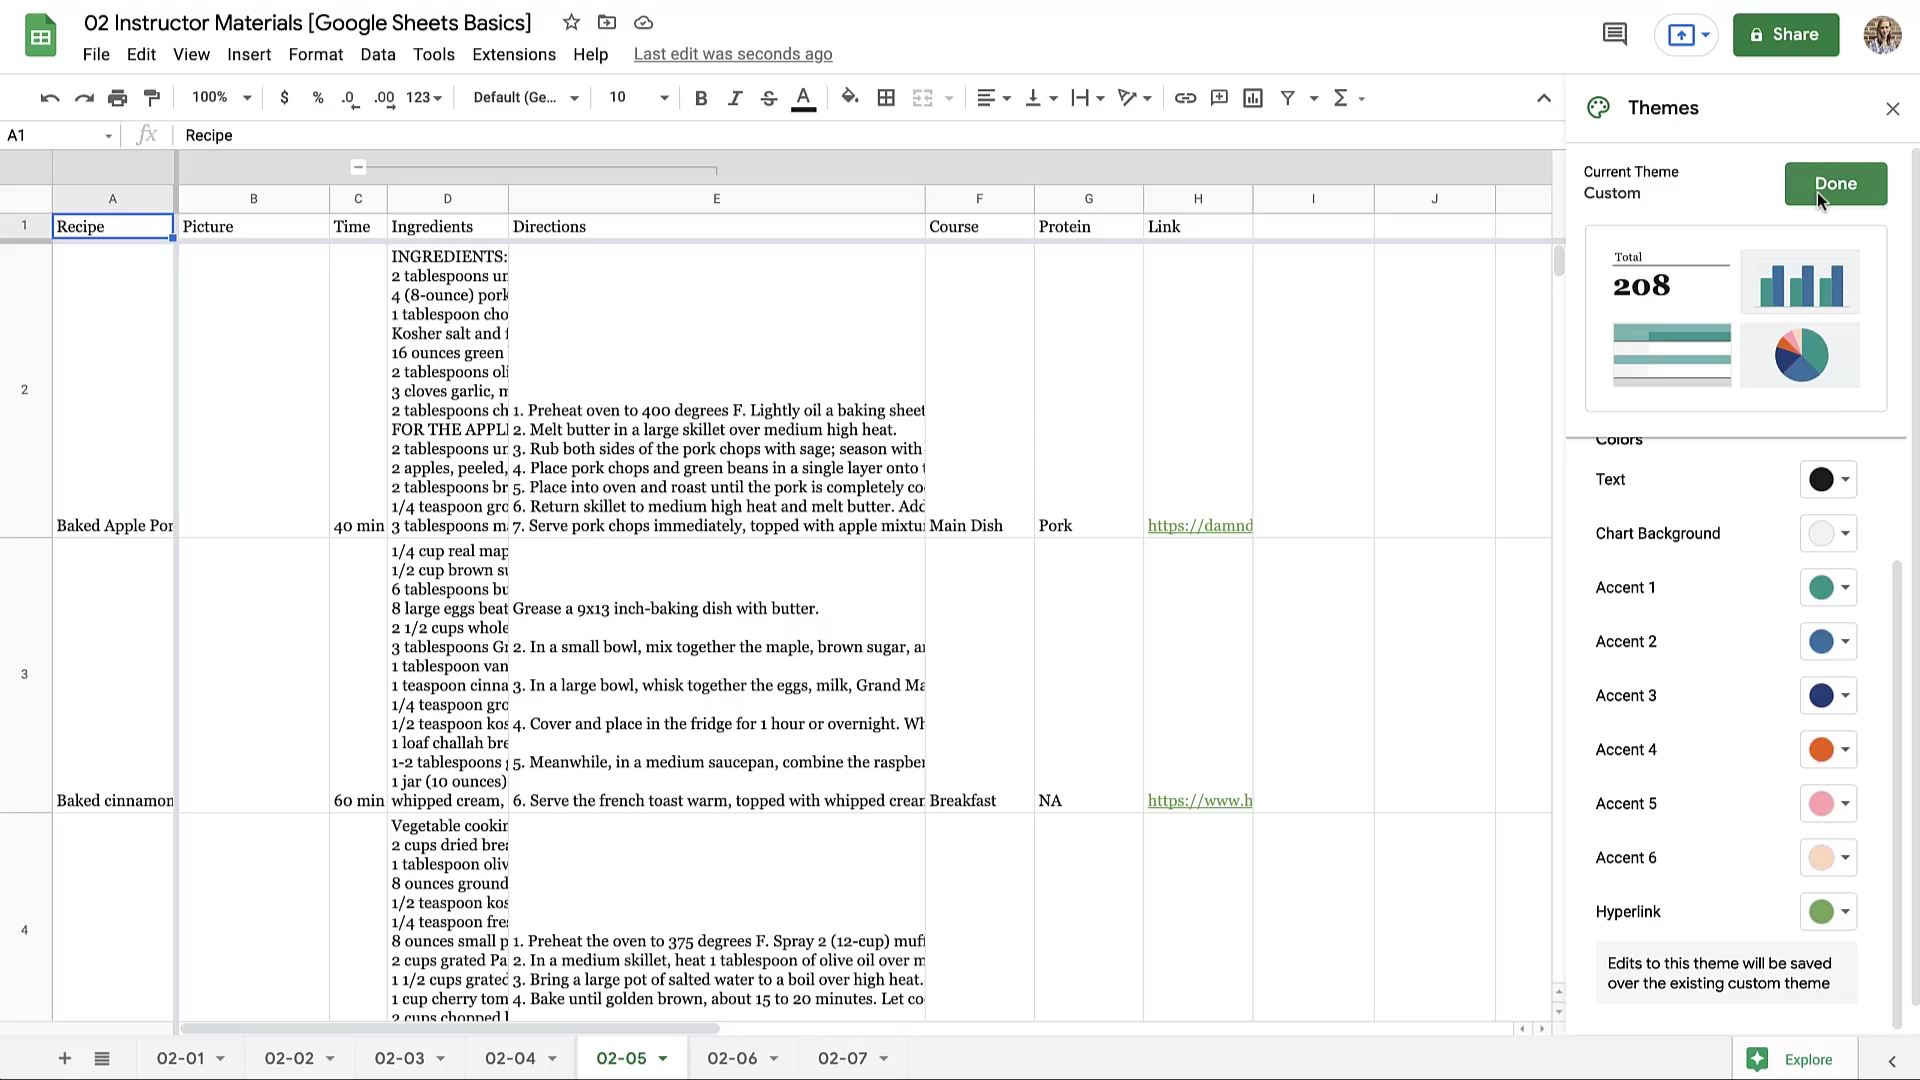 02 Instructor Materials [Google Sheets Basics]
File Edit View Insert Format Data Tools Extensions Help Last edit was seconds ago
Share
100% $ % .0 .00 123 Default (Ge... 10 B I S A Σ
A1 fx Recipe
Themes
Current Theme
Custom
Done
Total
208
Colors
Text
Chart Background
Accent 1
Accent 2
Accent 3
Accent 4
Accent 5
Accent 6
Hyperlink
Edits to this theme will be saved
over the existing custom theme
A B C D E F G H I J
1 Recipe Picture Time Ingredients Directions Course Protein Link
2
INGREDIENTS:
2 tablespoons un
4 (8-ounce) pork
1 tablespoon cho
Kosher salt and f
16 ounces green
2 tablespoons oli
3 cloves garlic, m
2 tablespoons ch
FOR THE APPL
2 tablespoons un
2 apples, peeled,
2 tablespoons br
1/4 teaspoon gro
3 tablespoons ma
1. Preheat oven to 400 degrees F. Lightly oil a baking sheet
2. Melt butter in a large skillet over medium high heat.
3. Rub both sides of the pork chops with sage; season with
4. Place pork chops and green beans in a single layer onto t
5. Place into oven and roast until the pork is completely co
6. Return skillet to medium high heat and melt butter. Add
7. Serve pork chops immediately, topped with apple mixtu
Baked Apple Por 40 min Main Dish Pork https://damnd
3
1/4 cup real map
1/2 cup brown su
6 tablespoons bu
8 large eggs beat
2 1/2 cups whole
3 tablespoons Gr
1 tablespoon van
1 teaspoon cinna
1/4 teaspoon gro
1/2 teaspoon kos
1 loaf challah bre
1-2 tablespoons
1 jar (10 ounces)
whipped cream,
Grease a 9x13 inch-baking dish with butter.
2. In a small bowl, mix together the maple, brown sugar, an
3. In a large bowl, whisk together the eggs, milk, Grand Ma
4. Cover and place in the fridge for 1 hour or overnight. Wh
5. Meanwhile, in a medium saucepan, combine the raspber
6. Serve the french toast warm, topped with whipped crear
Baked cinnamon 60 min Breakfast NA https://www.h
4
Vegetable cookin
2 cups dried brea
1 tablespoon oliv
8 ounces ground
1/2 teaspoon kos
1/4 teaspoon fres
8 ounces small p
2 cups grated Pa
1 1/2 cups grated
1 cup cherry tom
2 cups chopped
1. Preheat the oven to 375 degrees F. Spray 2 (12-cup) muf
2. In a medium skillet, heat 1 tablespoon of olive oil over m
3. Bring a large pot of salted water to a boil over high heat.
4. Bake until golden brown, about 15 to 20 minutes. Let co
02-01 02-02 02-03 02-04 02-05 02-06 02-07
Explore